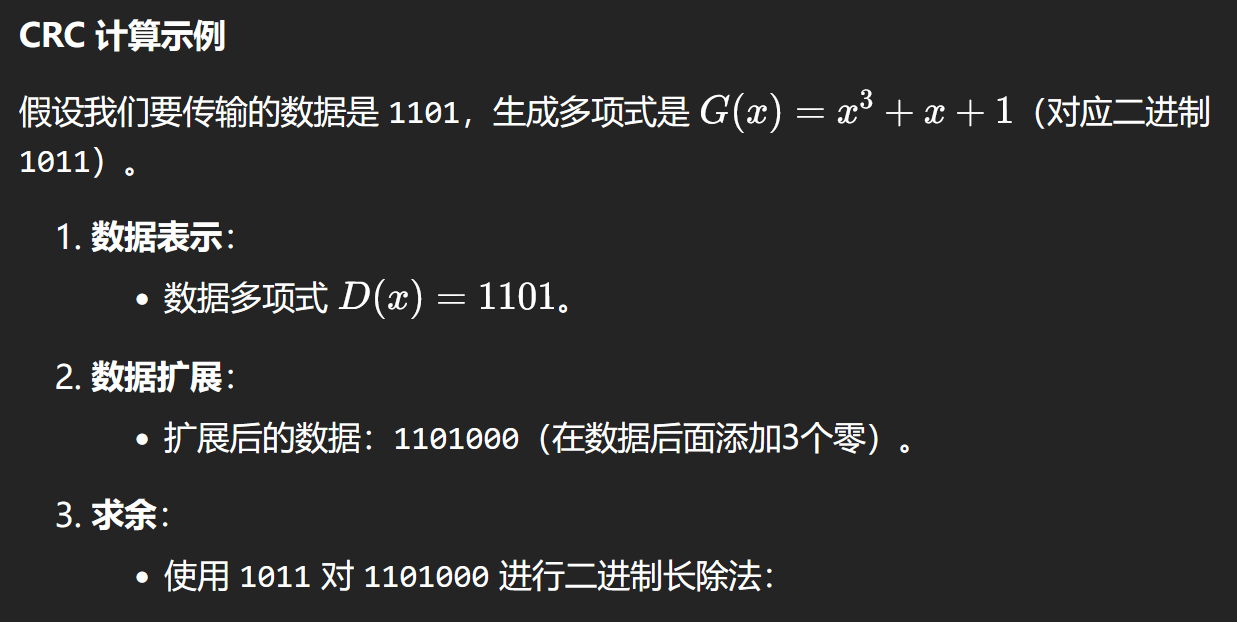 CRC 计算示例
假设我们要传输的数据是 1101，生成多项式是 G(x) = x³ + x + 1（对应二进制
1011）。
1. 数据表示：
• 数据多项式 D(x) = 1101。
2. 数据扩展：
• 扩展后的数据：1101000（在数据后面添加3个零）。
3. 求余：
• 使用 1011 对 1101000 进行二进制长除法：